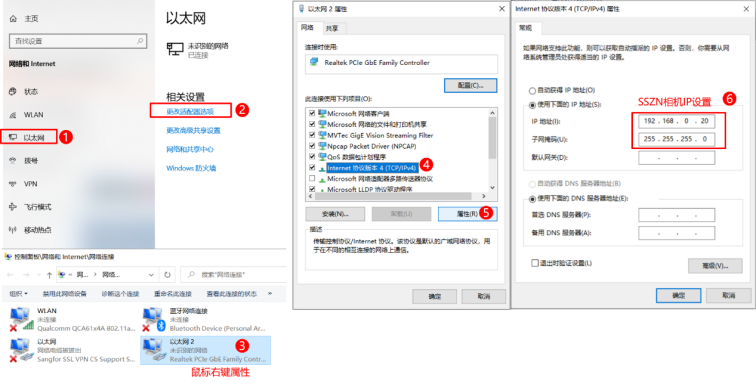 主页
查找设置
网络和 Internet
状态
WLAN
以太网
1
拨号
VPN
飞行模式
移动热点
以太网
未识别的网络
已连接
相关设置
更改适配器选项
2
更改高级共享设置
网络和共享中心
Windows 防火墙
控制面板\网络和 Internet\网络连接
网... 网络...
搜索"网络连接"
组织 禁用此网络设备 诊断这个连接 重命名此连接 查看此连接的状态 »
WLAN
未连接
Qualcomm QCA61x4A 802.11a...
蓝牙网络连接
未连接
Bluetooth Device (Personal Ar...
以太网
网络电缆被拔出
Sangfor SSL VPN CS Support S...
以太网 2
未识别的网络
Realtek PCIe GbE Family Contr...
3
鼠标右键属性
以太网 2 属性
网络 共享
连接时使用:
Realtek PCIe GbE Family Controller
配置(C)...
此连接使用下列项目(O):
Microsoft 网络客户端
Microsoft 网络的文件和打印机共享
MVTec GigE Vision Streaming Filter
Npcap Packet Driver (NPCAP)
QoS 数据包计划程序
Internet 协议版本 4 (TCP/IPv4)
4
Microsoft 网络适配器多路传送器协议
Microsoft LLDP 协议驱动程序
安装(N)... 卸载(U) 属性(R)
5
描述
传输控制协议/Internet 协议。该协议是默认的广域网络协议，用
于在不同的相互连接的网络上通信。
确定 取消
Internet 协议版本 4 (TCP/IPv4) 属性
常规
如果网络支持此功能，则可以获取自动指派的 IP 设置。否则，你需要从网
络系统管理员处获得适当的 IP 设置。
自动获得 IP 地址(O)
SSZN相机IP设置
6
使用下面的 IP 地址(S):
IP 地址(I): 192 . 168 . 0 . 20
子网掩码(U): 255 . 255 . 255 . 0
默认网关(D): . . .
自动获得 DNS 服务器地址(B)
使用下面的 DNS 服务器地址(E):
首选 DNS 服务器(P): . . .
备用 DNS 服务器(A): . . .
退出时验证设置(L)
高级(V)...
确定 取消